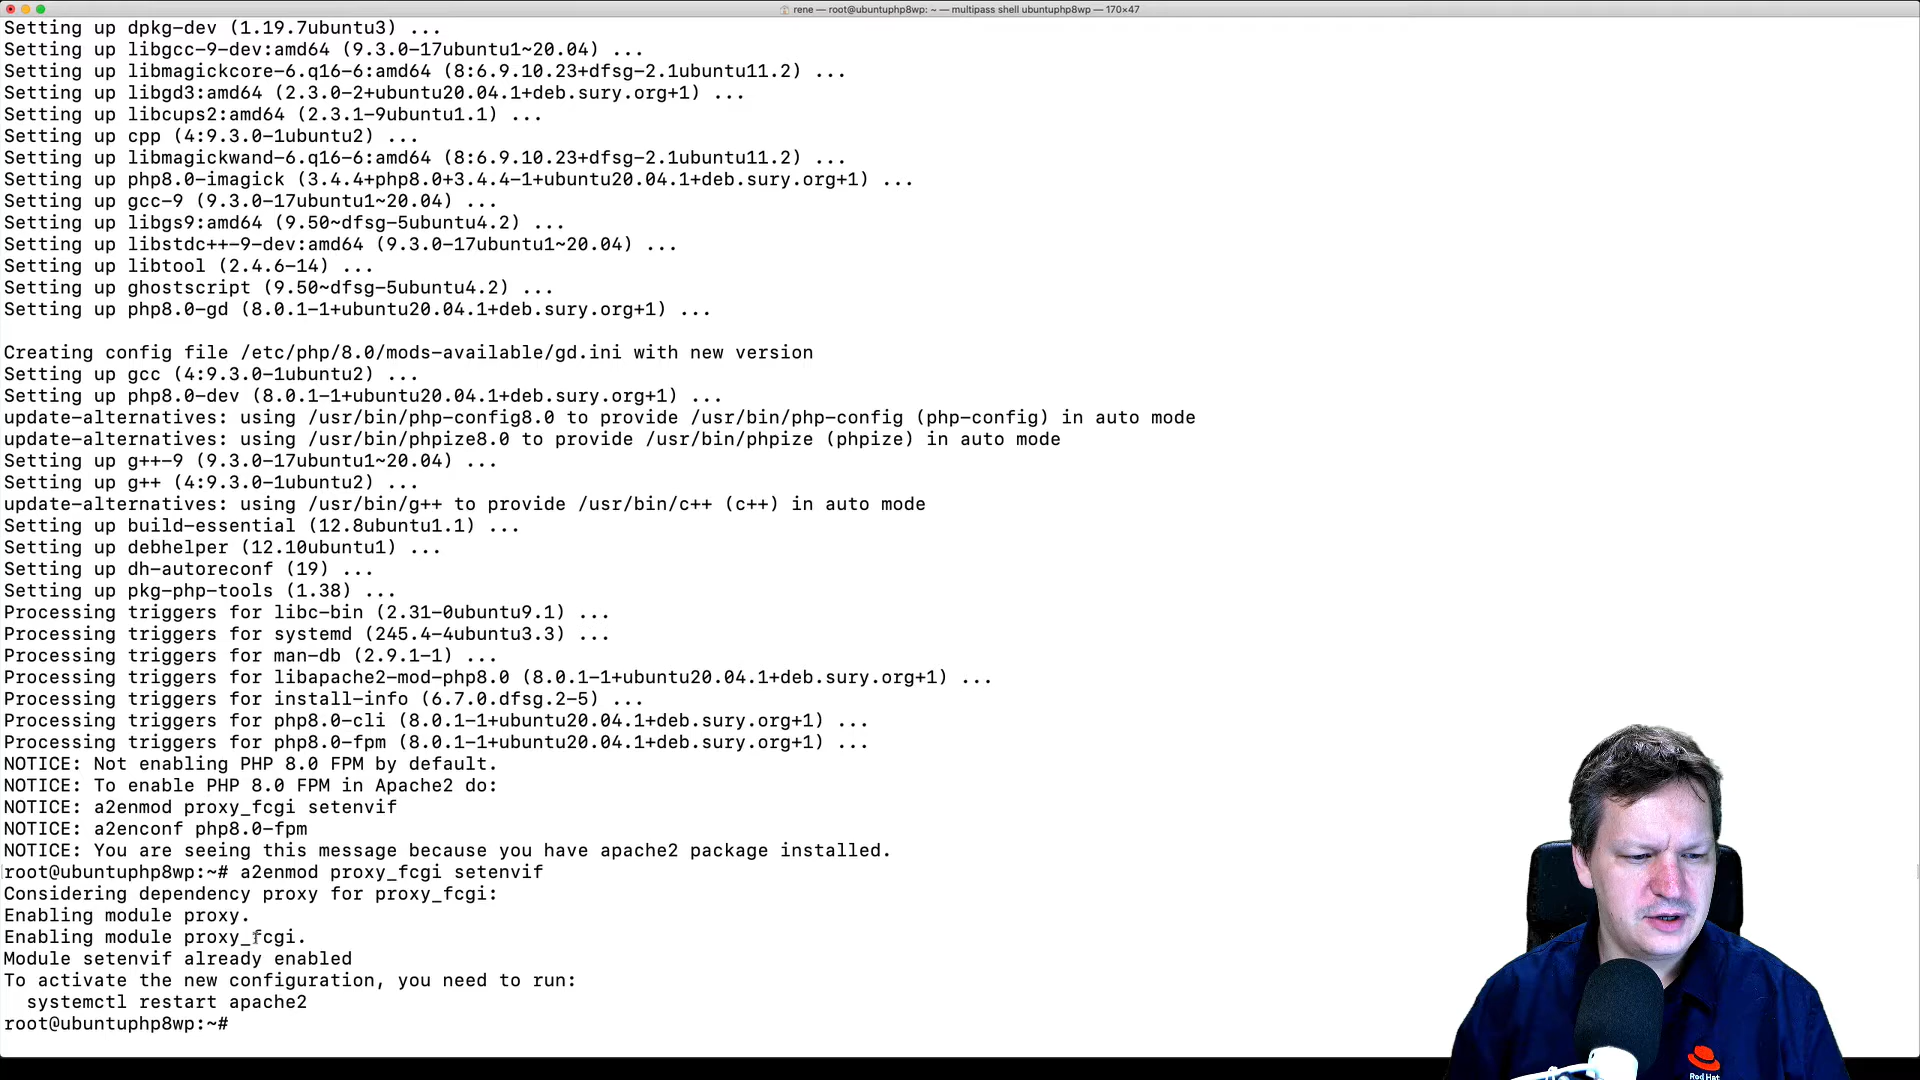 rene — root@ubuntuphp8wp: ~ — multipass shell ubuntuphp8wp — 170×47
Setting up dpkg-dev (1.19.7ubuntu3) ...
Setting up libgcc-9-dev:amd64 (9.3.0-17ubuntu1~20.04) ...
Setting up libmagickcore-6.q16-6:amd64 (8:6.9.10.23+dfsg-2.1ubuntu11.2) ...
Setting up libgd3:amd64 (2.3.0-2+ubuntu20.04.1+deb.sury.org+1) ...
Setting up libcups2:amd64 (2.3.1-9ubuntu1.1) ...
Setting up cpp (4:9.3.0-1ubuntu2) ...
Setting up libmagickwand-6.q16-6:amd64 (8:6.9.10.23+dfsg-2.1ubuntu11.2) ...
Setting up php8.0-imagick (3.4.4+php8.0+3.4.4-1+ubuntu20.04.1+deb.sury.org+1) ...
Setting up gcc-9 (9.3.0-17ubuntu1~20.04) ...
Setting up libgs9:amd64 (9.50~dfsg-5ubuntu4.2) ...
Setting up libstdc++-9-dev:amd64 (9.3.0-17ubuntu1~20.04) ...
Setting up libtool (2.4.6-14) ...
Setting up ghostscript (9.50~dfsg-5ubuntu4.2) ...
Setting up php8.0-gd (8.0.1-1+ubuntu20.04.1+deb.sury.org+1) ...
Creating config file /etc/php/8.0/mods-available/gd.ini with new version
Setting up gcc (4:9.3.0-1ubuntu2) ...
Setting up php8.0-dev (8.0.1-1+ubuntu20.04.1+deb.sury.org+1) ...
update-alternatives: using /usr/bin/php-config8.0 to provide /usr/bin/php-config (php-config) in auto mode
update-alternatives: using /usr/bin/phpize8.0 to provide /usr/bin/phpize (phpize) in auto mode
Setting up g++-9 (9.3.0-17ubuntu1~20.04) ...
Setting up g++ (4:9.3.0-1ubuntu2) ...
update-alternatives: using /usr/bin/g++ to provide /usr/bin/c++ (c++) in auto mode
Setting up build-essential (12.8ubuntu1.1) ...
Setting up debhelper (12.10ubuntu1) ...
Setting up dh-autoreconf (19) ...
Setting up pkg-php-tools (1.38) ...
Processing triggers for libc-bin (2.31-0ubuntu9.1) ...
Processing triggers for systemd (245.4-4ubuntu3.3) ...
Processing triggers for man-db (2.9.1-1) ...
Processing triggers for libapache2-mod-php8.0 (8.0.1-1+ubuntu20.04.1+deb.sury.org+1) ...
Processing triggers for install-info (6.7.0.dfsg.2-5) ...
Processing triggers for php8.0-cli (8.0.1-1+ubuntu20.04.1+deb.sury.org+1) ...
Processing triggers for php8.0-fpm (8.0.1-1+ubuntu20.04.1+deb.sury.org+1) ...
NOTICE: Not enabling PHP 8.0 FPM by default.
NOTICE: To enable PHP 8.0 FPM in Apache2 do:
NOTICE: a2enmod proxy_fcgi setenvif
NOTICE: a2enconf php8.0-fpm
NOTICE: You are seeing this message because you have apache2 package installed.
root@ubuntuphp8wp:~# a2enmod proxy_fcgi setenvif
Considering dependency proxy for proxy_fcgi:
Enabling module proxy.
Enabling module proxy_fcgi.
Module setenvif already enabled
To activate the new configuration, you need to run:
  systemctl restart apache2
root@ubuntuphp8wp:~#
Red Hat